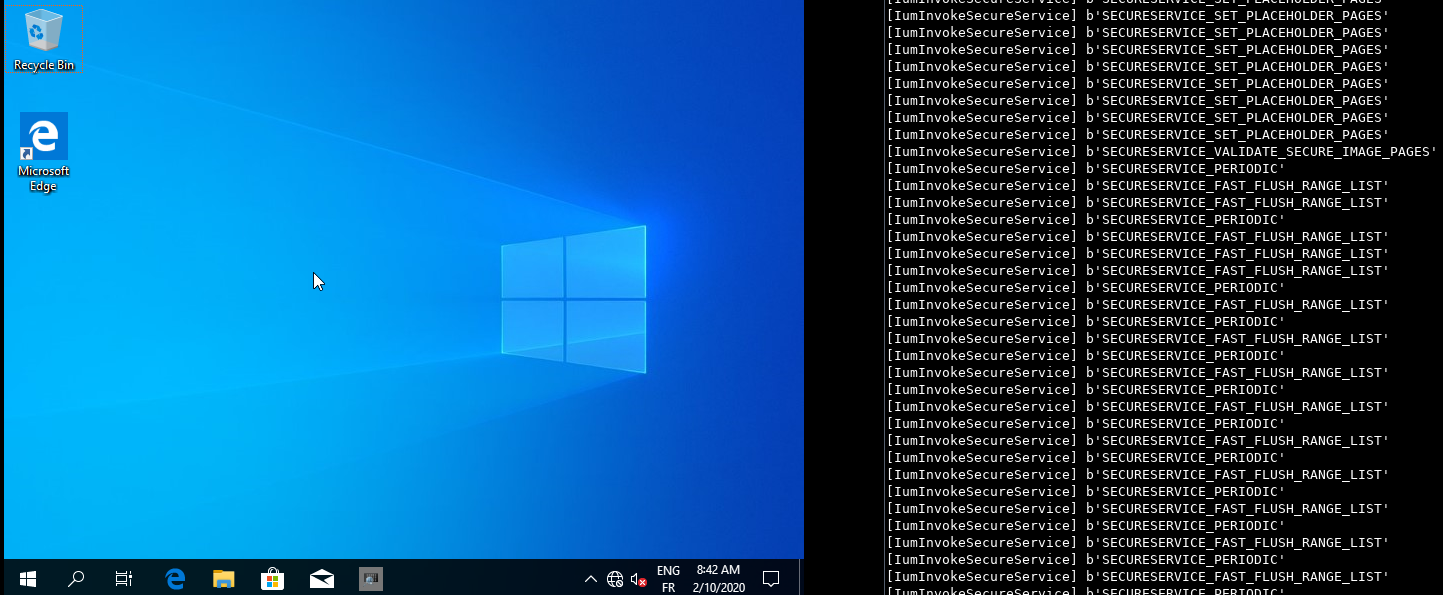 Recycle Bin
Microsoft
Edge
ENG
FR
8:42 AM
2/10/2020
[IumInvokeSecureService] b'SECURESERVICE_SET_PLACEHOLDER_PAGES'
[IumInvokeSecureService] b'SECURESERVICE_SET_PLACEHOLDER_PAGES'
[IumInvokeSecureService] b'SECURESERVICE_SET_PLACEHOLDER_PAGES'
[IumInvokeSecureService] b'SECURESERVICE_SET_PLACEHOLDER_PAGES'
[IumInvokeSecureService] b'SECURESERVICE_SET_PLACEHOLDER_PAGES'
[IumInvokeSecureService] b'SECURESERVICE_SET_PLACEHOLDER_PAGES'
[IumInvokeSecureService] b'SECURESERVICE_SET_PLACEHOLDER_PAGES'
[IumInvokeSecureService] b'SECURESERVICE_SET_PLACEHOLDER_PAGES'
[IumInvokeSecureService] b'SECURESERVICE_SET_PLACEHOLDER_PAGES'
[IumInvokeSecureService] b'SECURESERVICE_VALIDATE_SECURE_IMAGE_PAGES'
[IumInvokeSecureService] b'SECURESERVICE_PERIODIC'
[IumInvokeSecureService] b'SECURESERVICE_FAST_FLUSH_RANGE_LIST'
[IumInvokeSecureService] b'SECURESERVICE_FAST_FLUSH_RANGE_LIST'
[IumInvokeSecureService] b'SECURESERVICE_PERIODIC'
[IumInvokeSecureService] b'SECURESERVICE_FAST_FLUSH_RANGE_LIST'
[IumInvokeSecureService] b'SECURESERVICE_FAST_FLUSH_RANGE_LIST'
[IumInvokeSecureService] b'SECURESERVICE_FAST_FLUSH_RANGE_LIST'
[IumInvokeSecureService] b'SECURESERVICE_PERIODIC'
[IumInvokeSecureService] b'SECURESERVICE_FAST_FLUSH_RANGE_LIST'
[IumInvokeSecureService] b'SECURESERVICE_PERIODIC'
[IumInvokeSecureService] b'SECURESERVICE_FAST_FLUSH_RANGE_LIST'
[IumInvokeSecureService] b'SECURESERVICE_PERIODIC'
[IumInvokeSecureService] b'SECURESERVICE_FAST_FLUSH_RANGE_LIST'
[IumInvokeSecureService] b'SECURESERVICE_PERIODIC'
[IumInvokeSecureService] b'SECURESERVICE_FAST_FLUSH_RANGE_LIST'
[IumInvokeSecureService] b'SECURESERVICE_PERIODIC'
[IumInvokeSecureService] b'SECURESERVICE_FAST_FLUSH_RANGE_LIST'
[IumInvokeSecureService] b'SECURESERVICE_PERIODIC'
[IumInvokeSecureService] b'SECURESERVICE_FAST_FLUSH_RANGE_LIST'
[IumInvokeSecureService] b'SECURESERVICE_PERIODIC'
[IumInvokeSecureService] b'SECURESERVICE_FAST_FLUSH_RANGE_LIST'
[IumInvokeSecureService] b'SECURESERVICE_PERIODIC'
[IumInvokeSecureService] b'SECURESERVICE_FAST_FLUSH_RANGE_LIST'
[IumInvokeSecureService] b'SECURESERVICE_PERIODIC'
[IumInvokeSecureService] b'SECURESERVICE_FAST_FLUSH_RANGE_LIST'
[IumInvokeSecureService] b'SECURESERVICE_PERIODIC'